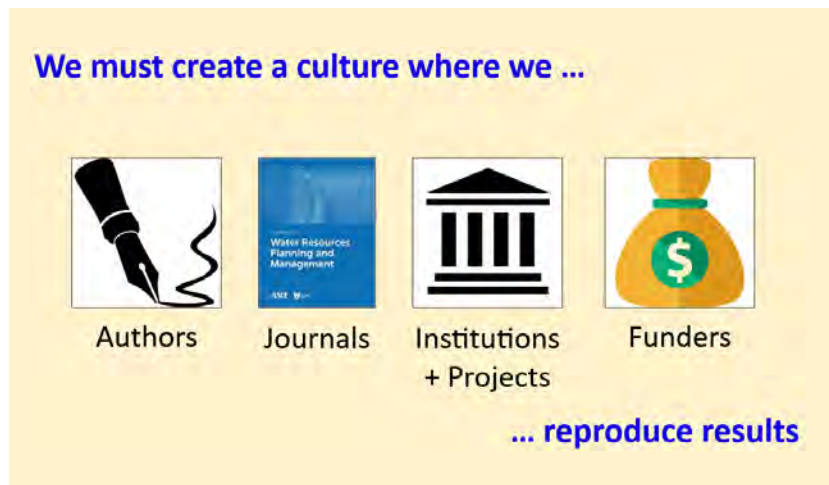 We must create a culture where we ...
Water Resources
Planning and
Management
$
Authors
Journals
Institutions
+ Projects
Funders
... reproduce results